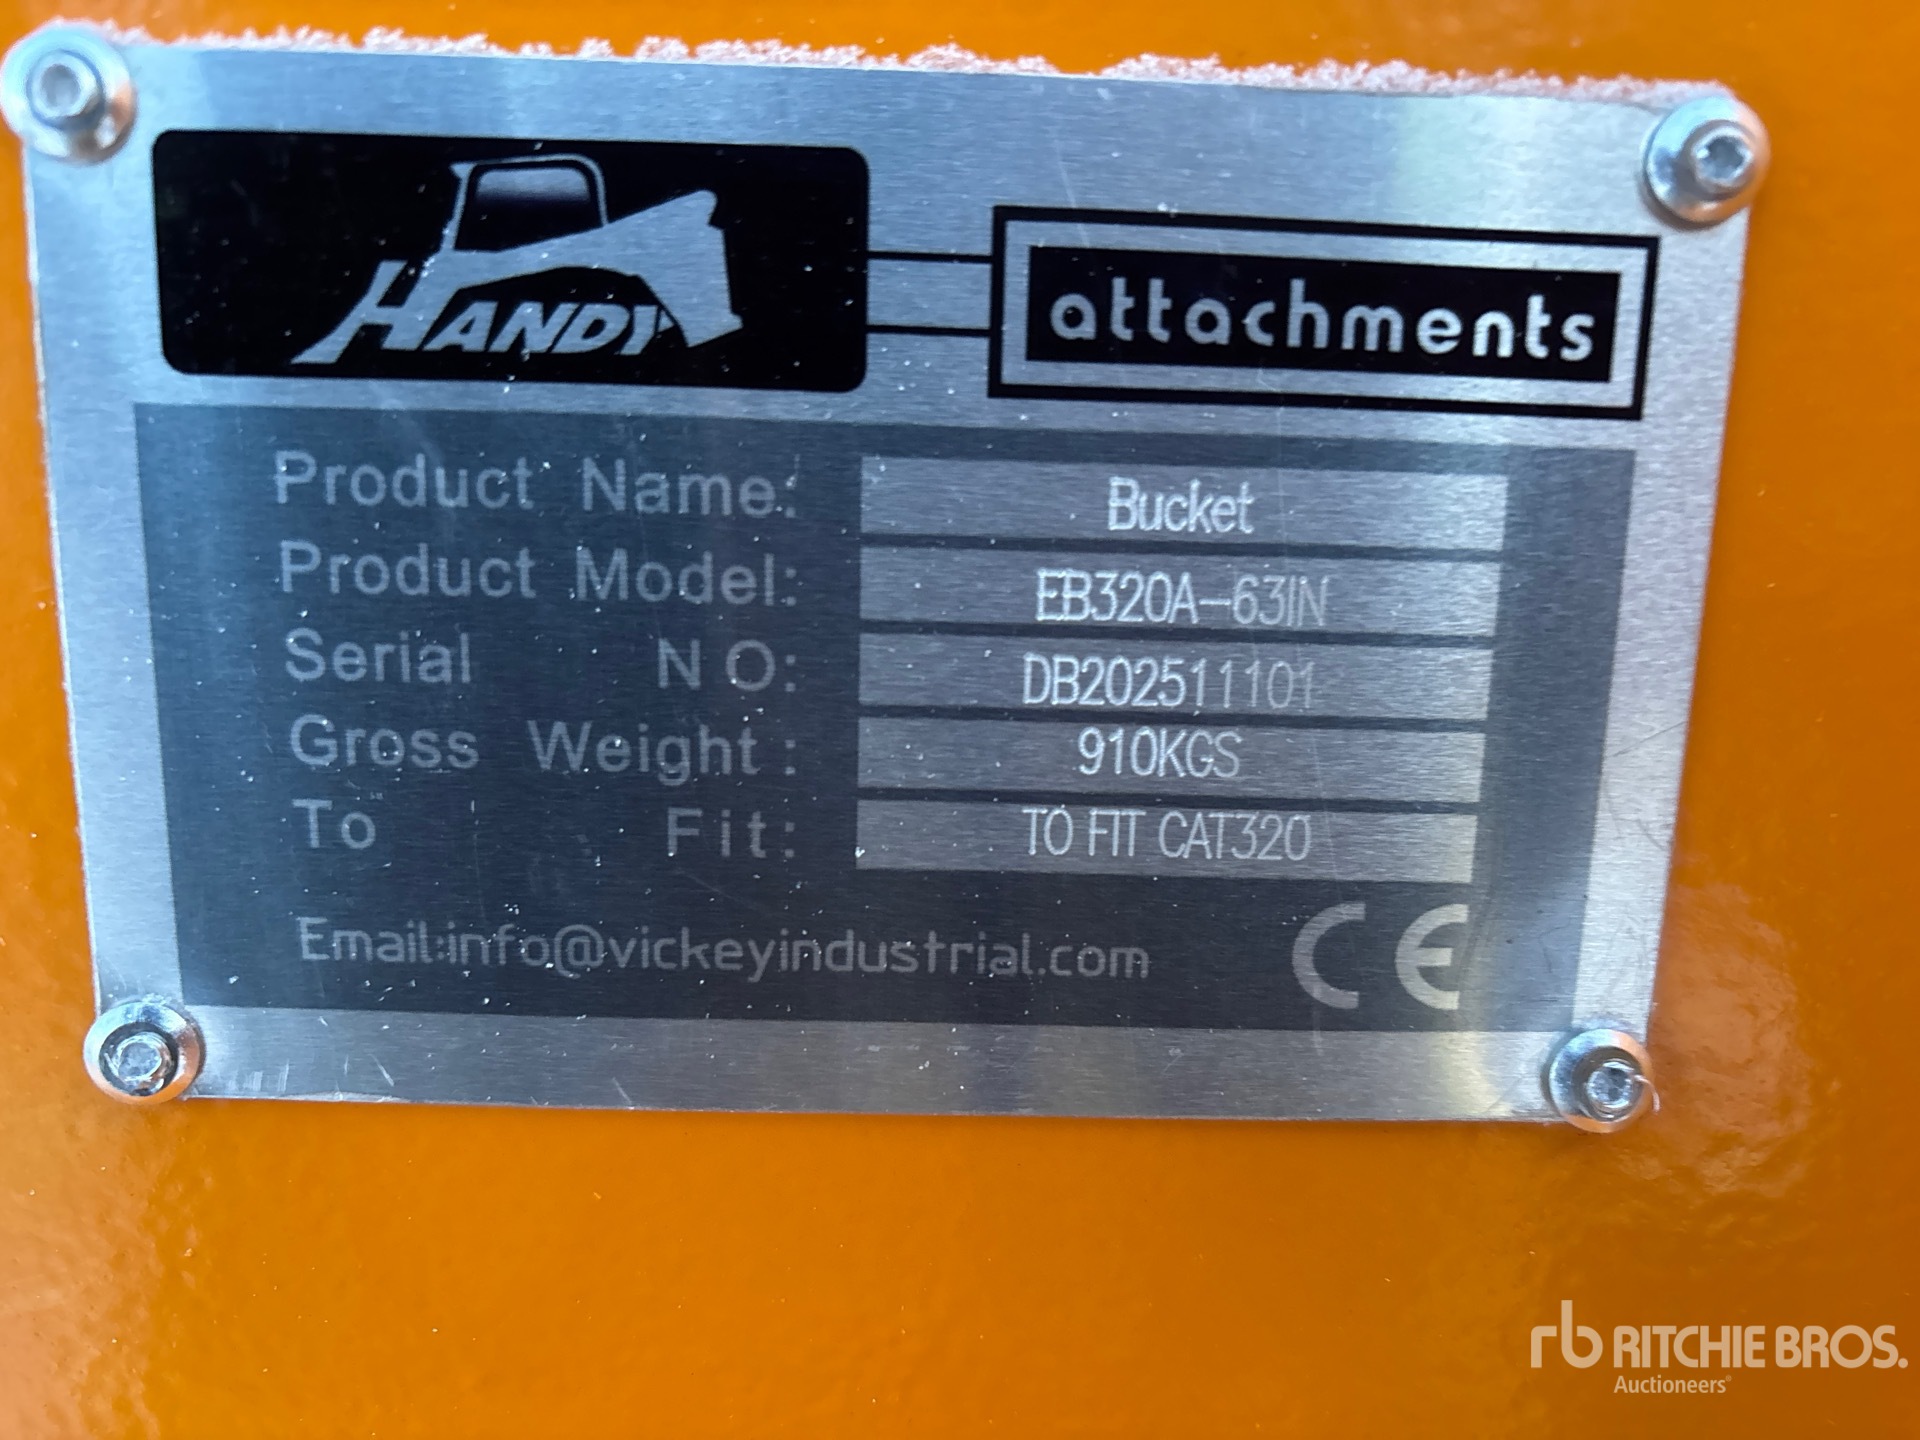 HANDY
attachments
Product Name: Bucket
Product Model: EB320A-63IN
Serial NO: DB202511101
Gross Weight: 910KGS
To Fit: TO FIT CAT320
Email:info@vickeyindustrial.com
CE
rb RITCHIE BROS.
Auctioneers